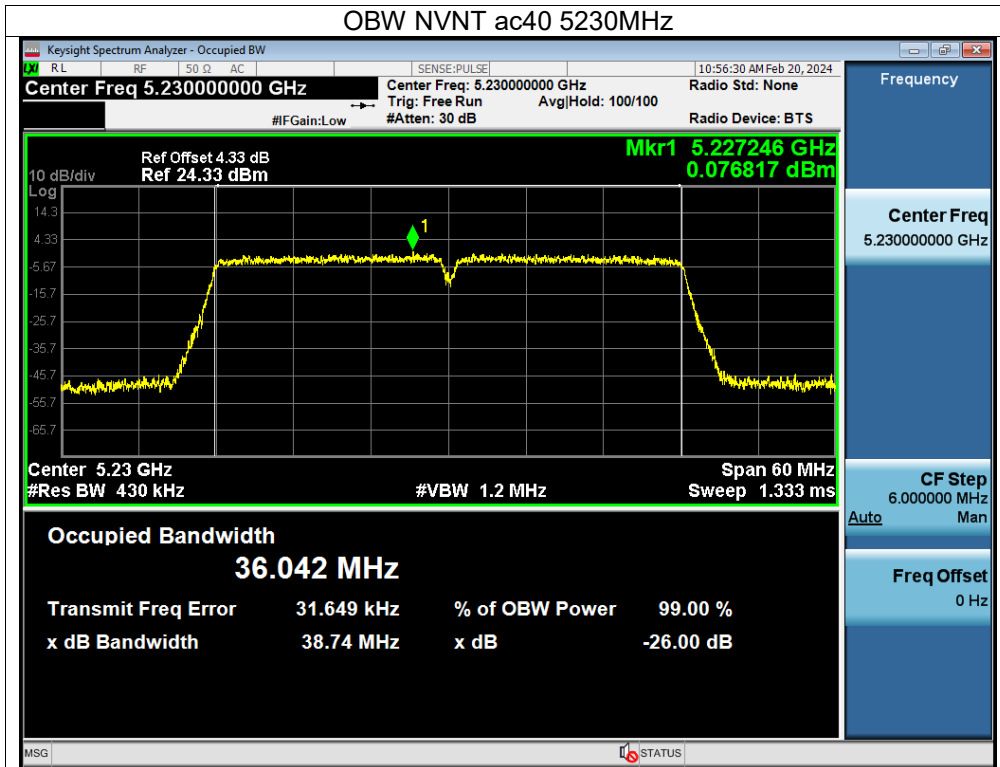 OBW NVNT ac40 5230MHz
Keysight Spectrum Analyzer - Occupied BW
LXI RL RF 50 Ω AC SENSE:PULSE 10:56:30 AM Feb 20, 2024
Center Freq 5.230000000 GHz Center Freq: 5.230000000 GHz Radio Std: None
Trig: Free Run Avg|Hold: 100/100
#IFGain:Low #Atten: 30 dB Radio Device: BTS
Mkr1 5.227246 GHz
0.076817 dBm
Ref Offset 4.33 dB
10 dB/div Ref 24.33 dBm
Log
14.3
4.33
-5.67
-15.7
-25.7
-35.7
-45.7
-55.7
-65.7
1
Center 5.23 GHz Span 60 MHz
#Res BW 430 kHz #VBW 1.2 MHz Sweep 1.333 ms
Occupied Bandwidth
36.042 MHz
Transmit Freq Error 31.649 kHz % of OBW Power 99.00 %
x dB Bandwidth 38.74 MHz x dB -26.00 dB
Frequency
Center Freq
5.230000000 GHz
CF Step
6.000000 MHz
Auto Man
Freq Offset
0 Hz
MSG STATUS